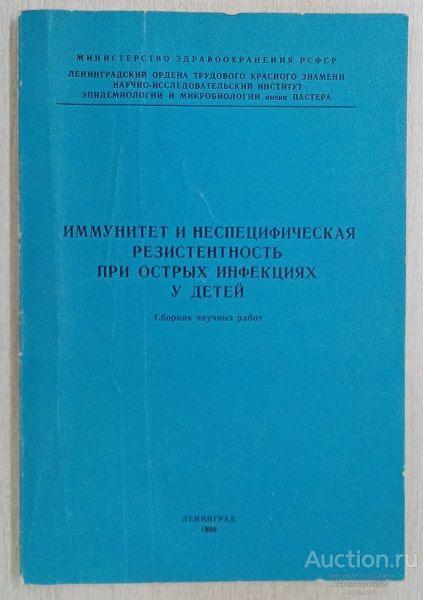 МИНИСТЕРСТВО ЗДРАВООХРАНЕНИЯ РСФСР
ЛЕНИНГРАДСКИЙ ОРДЕНА ТРУДОВОГО КРАСНОГО ЗНАМЕНИ
НАУЧНО-ИССЛЕДОВАТЕЛЬСКИЙ ИНСТИТУТ
ЭПИДЕМИОЛОГИИ И МИКРОБИОЛОГИИ имени ПАСТЕРА
ИММУНИТЕТ И НЕСПЕЦИФИЧЕСКАЯ
РЕЗИСТЕНТНОСТЬ
ПРИ ОСТРЫХ ИНФЕКЦИЯХ
У ДЕТЕЙ
Сборник научных работ
ЛЕНИНГРАД
1980
Auction.ru